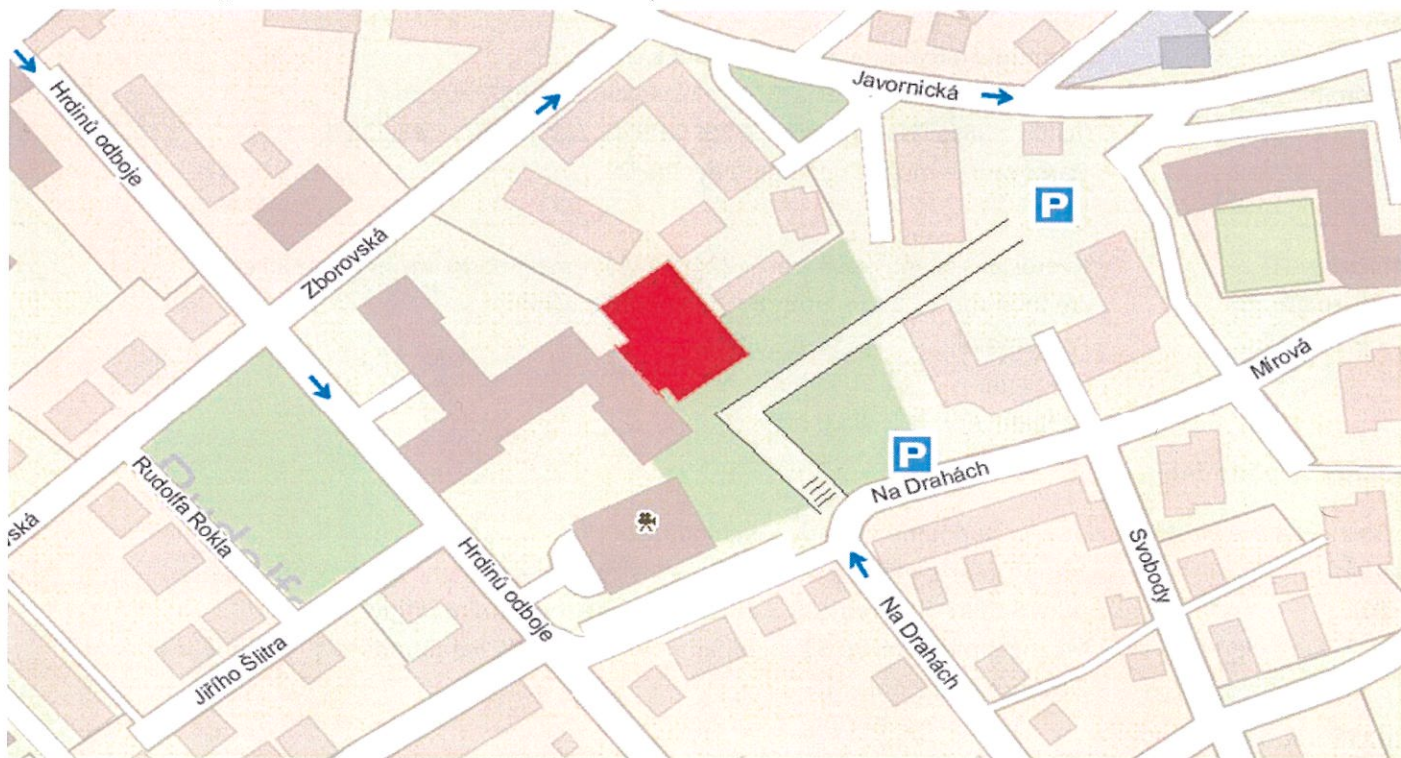 Javornická
Hrdinů odboje
P
Zborovská
Mírová
P
Na Drahách
Rudolfa Rokla
ská
Hrdinů odboje
Svobody
Na Drahách
Jiřího Šlitra